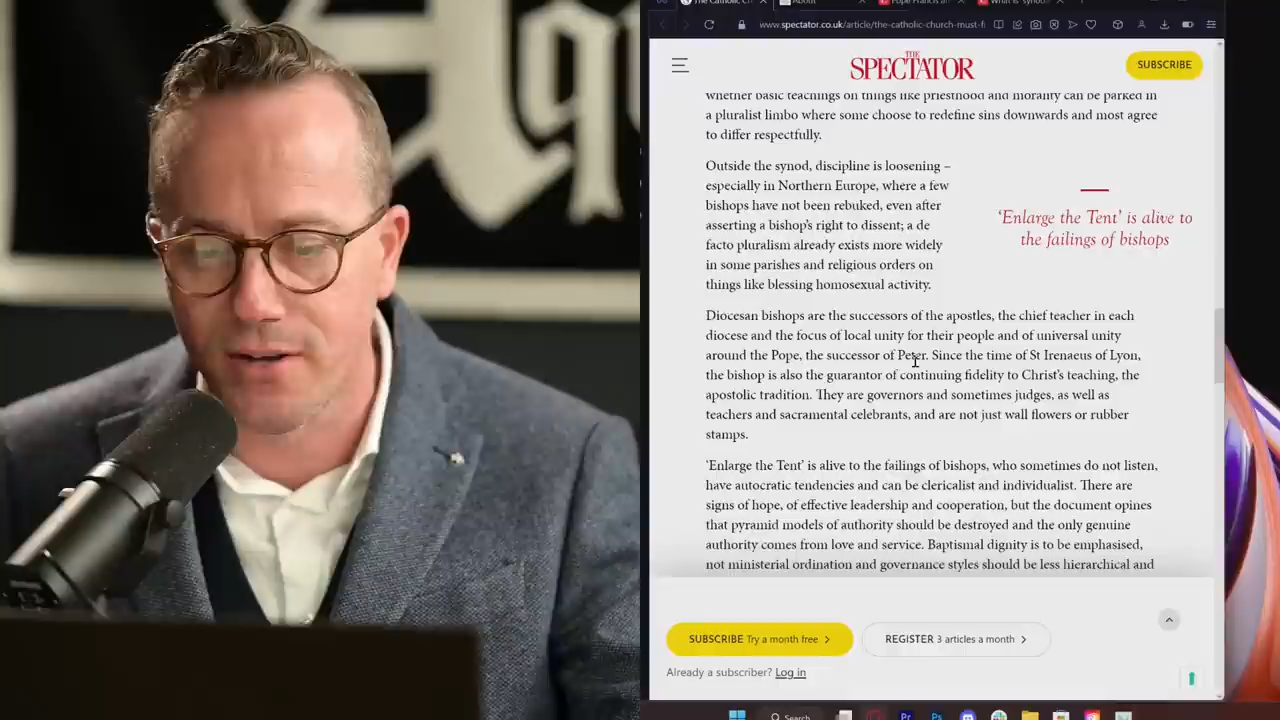 The Catholic Ch
About
Pope Francis an
What is 'synod
www.spectator.co.uk/article/the-catholic-church-must-f
THE
SPECTATOR
SUBSCRIBE
whether basic teachings on things like priesthood and morality can be parked in
a pluralist limbo where some choose to redefine sins downwards and most agree
to differ respectfully.
Outside the synod, discipline is loosening –
especially in Northern Europe, where a few
bishops have not been rebuked, even after
asserting a bishop's right to dissent; a de
facto pluralism already exists more widely
in some parishes and religious orders on
things like blessing homosexual activity.
'Enlarge the Tent' is alive to
the failings of bishops
Diocesan bishops are the successors of the apostles, the chief teacher in each
diocese and the focus of local unity for their people and of universal unity
around the Pope, the successor of Peter. Since the time of St Irenaeus of Lyon,
the bishop is also the guarantor of continuing fidelity to Christ's teaching, the
apostolic tradition. They are governors and sometimes judges, as well as
teachers and sacramental celebrants, and are not just wall flowers or rubber
stamps.
'Enlarge the Tent' is alive to the failings of bishops, who sometimes do not listen,
have autocratic tendencies and can be clericalist and individualist. There are
signs of hope, of effective leadership and cooperation, but the document opines
that pyramid models of authority should be destroyed and the only genuine
authority comes from love and service. Baptismal dignity is to be emphasised,
not ministerial ordination and governance styles should be less hierarchical and
SUBSCRIBE Try a month free
REGISTER 3 articles a month
Already a subscriber? Log in
Search